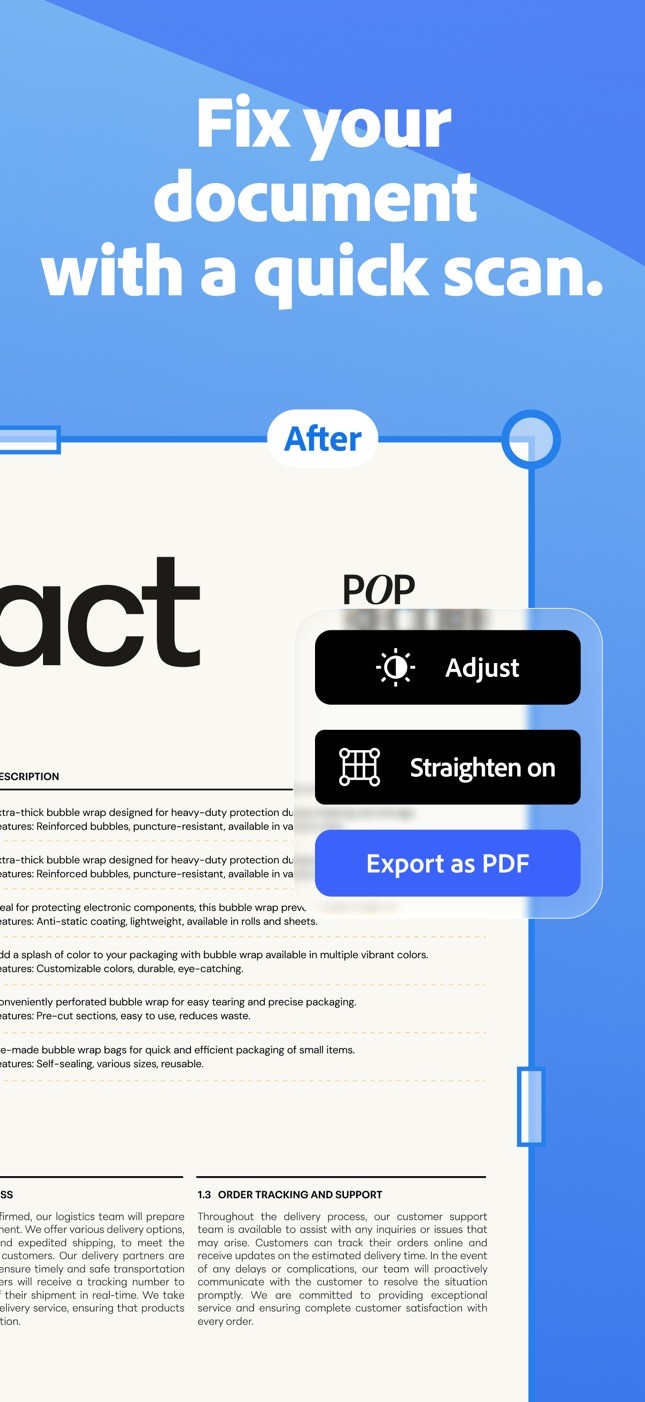 Fix your
document
with a quick scan.
After
act
POP
Adjust
Straighten on
Export as PDF
ESCRIPTION
xtra-thick bubble wrap designed for heavy-duty protection du
eatures: Reinforced bubbles, puncture-resistant, available in va
xtra-thick bubble wrap designed for heavy-duty protection du
eatures: Reinforced bubbles, puncture-resistant, available in va
eal for protecting electronic components, this bubble wrap prev
eatures: Anti-static coating, lightweight, available in rolls and sheets.
dd a splash of color to your packaging with bubble wrap available in multiple vibrant colors.
eatures: Customizable colors, durable, eye-catching.
onveniently perforated bubble wrap for easy tearing and precise packaging.
eatures: Pre-cut sections, easy to use, reduces waste.
e-made bubble wrap bags for quick and efficient packaging of small items.
eatures: Self-sealing, various sizes, reusable.
SS
firmed, our logistics team will prepare
ment. We offer various delivery options,
nd expedited shipping, to meet the
customers. Our delivery partners are
ensure timely and safe transportation
ers will receive a tracking number to
f their shipment in real-time. We take
elivery service, ensuring that products
tion.
1.3 ORDER TRACKING AND SUPPORT
Throughout the delivery process, our customer support
team is available to assist with any inquiries or issues that
may arise. Customers can track their orders online and
receive updates on the estimated delivery time. In the event
of any delays or complications, our team will proactively
communicate with the customer to resolve the situation
promptly. We are committed to providing exceptional
service and ensuring complete customer satisfaction with
every order.